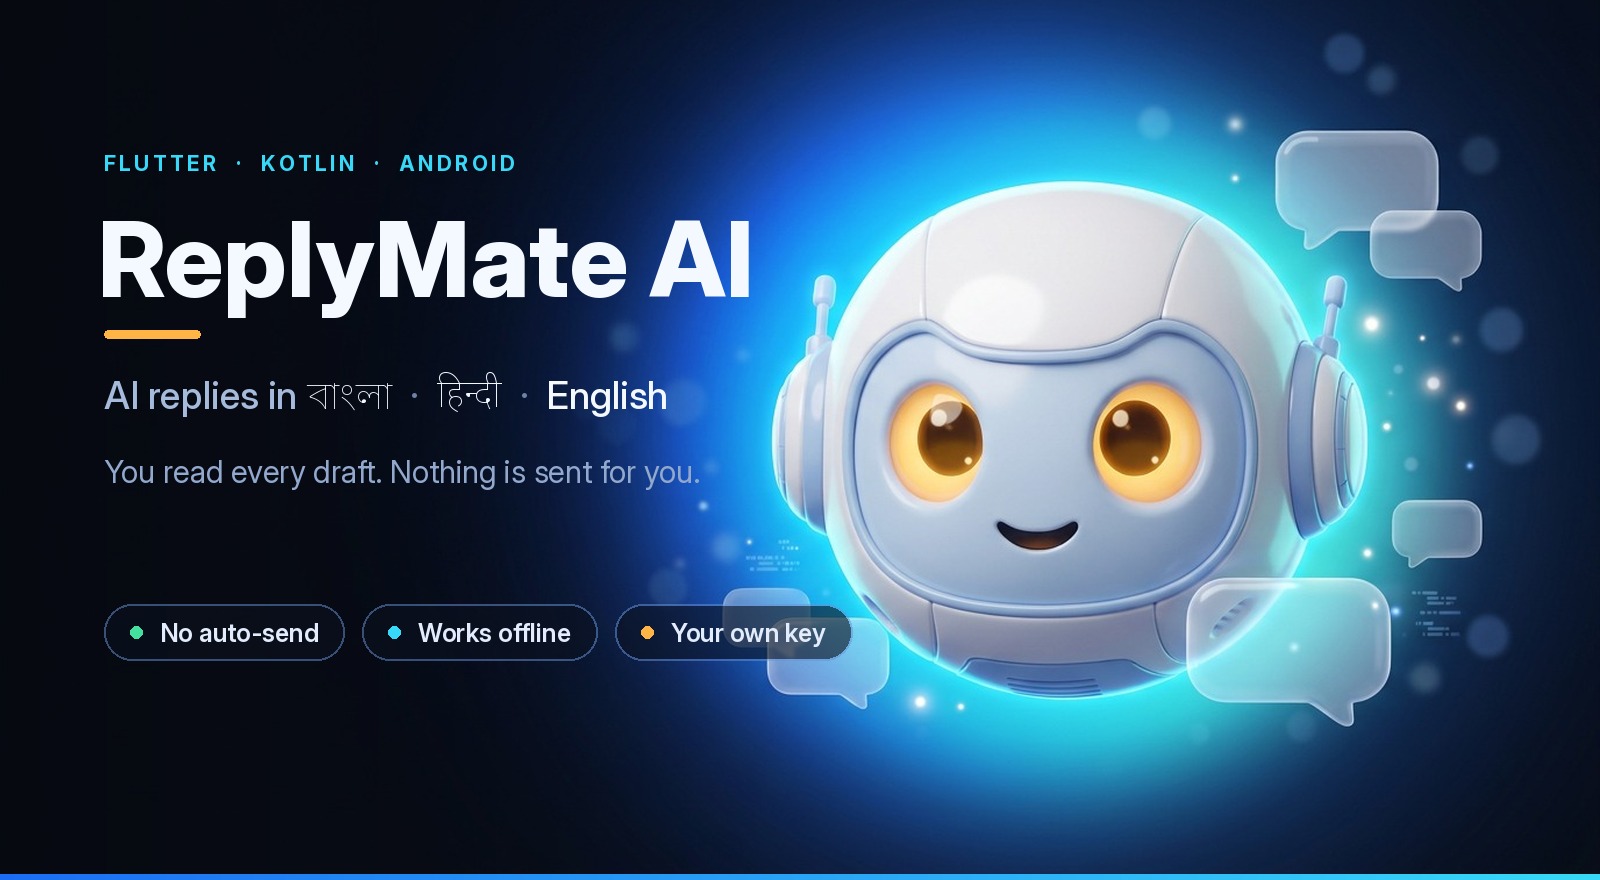 FLUTTER · KOTLIN · ANDROID
ReplyMate AI
AI replies in বাংলা · हिन्दी · English
You read every draft. Nothing is sent for you.
No auto-send
Works offline
Your own key